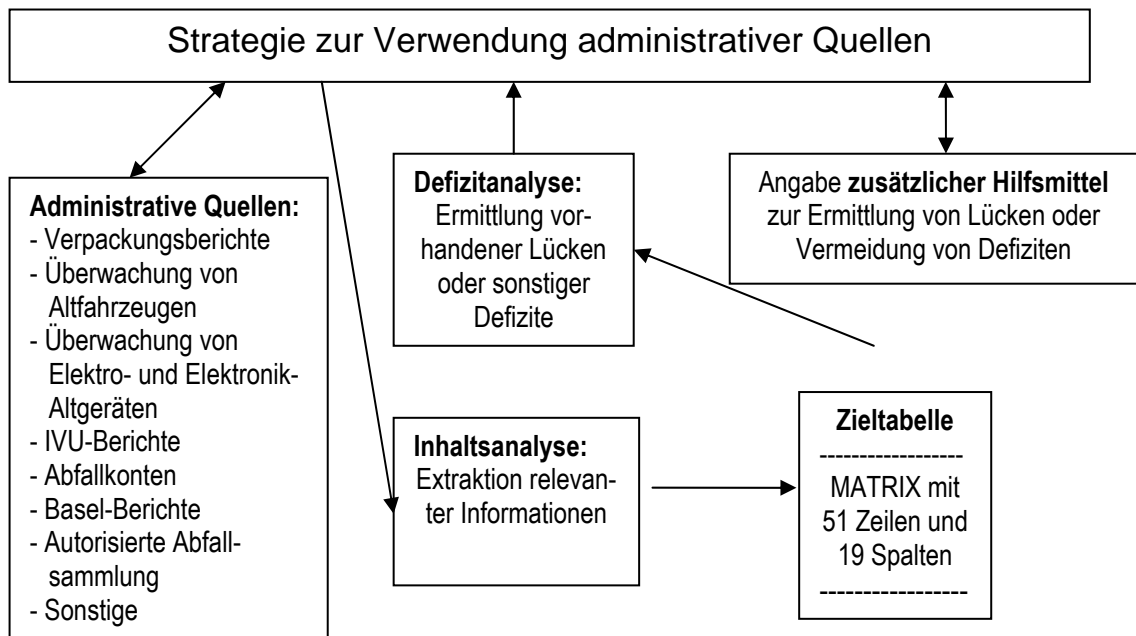 Strategie zur Verwendung administrativer Quellen
Administrative Quellen:
- Verpackungsberichte
- Überwachung von
Altfahrzeugen
- Überwachung von
Elektro- und Elektronik-
Altgeräten
- IVU-Berichte
- Abfallkonten
- Basel-Berichte
- Autorisierte Abfall-
sammlung
- Sonstige
Defizitanalyse:
Ermittlung vor-
handener Lücken
oder sonstiger
Defizite
Angabe zusätzlicher Hilfsmittel
zur Ermittlung von Lücken oder
Vermeidung von Defiziten
Inhaltsanalyse:
Extraktion relevan-
ter Informationen
Zieltabelle
------------------
MATRIX mit
51 Zeilen und
19 Spalten
------------------